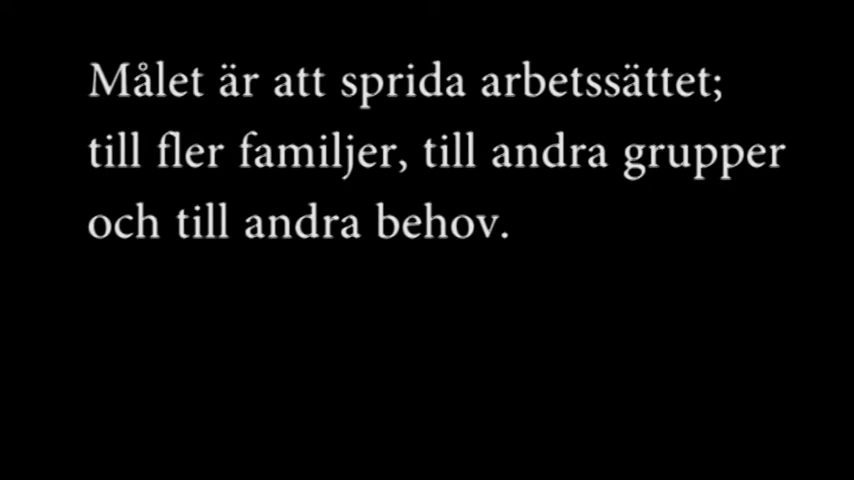 Målet är att sprida arbetssättet;
till fler familjer, till andra grupper
och till andra behov.